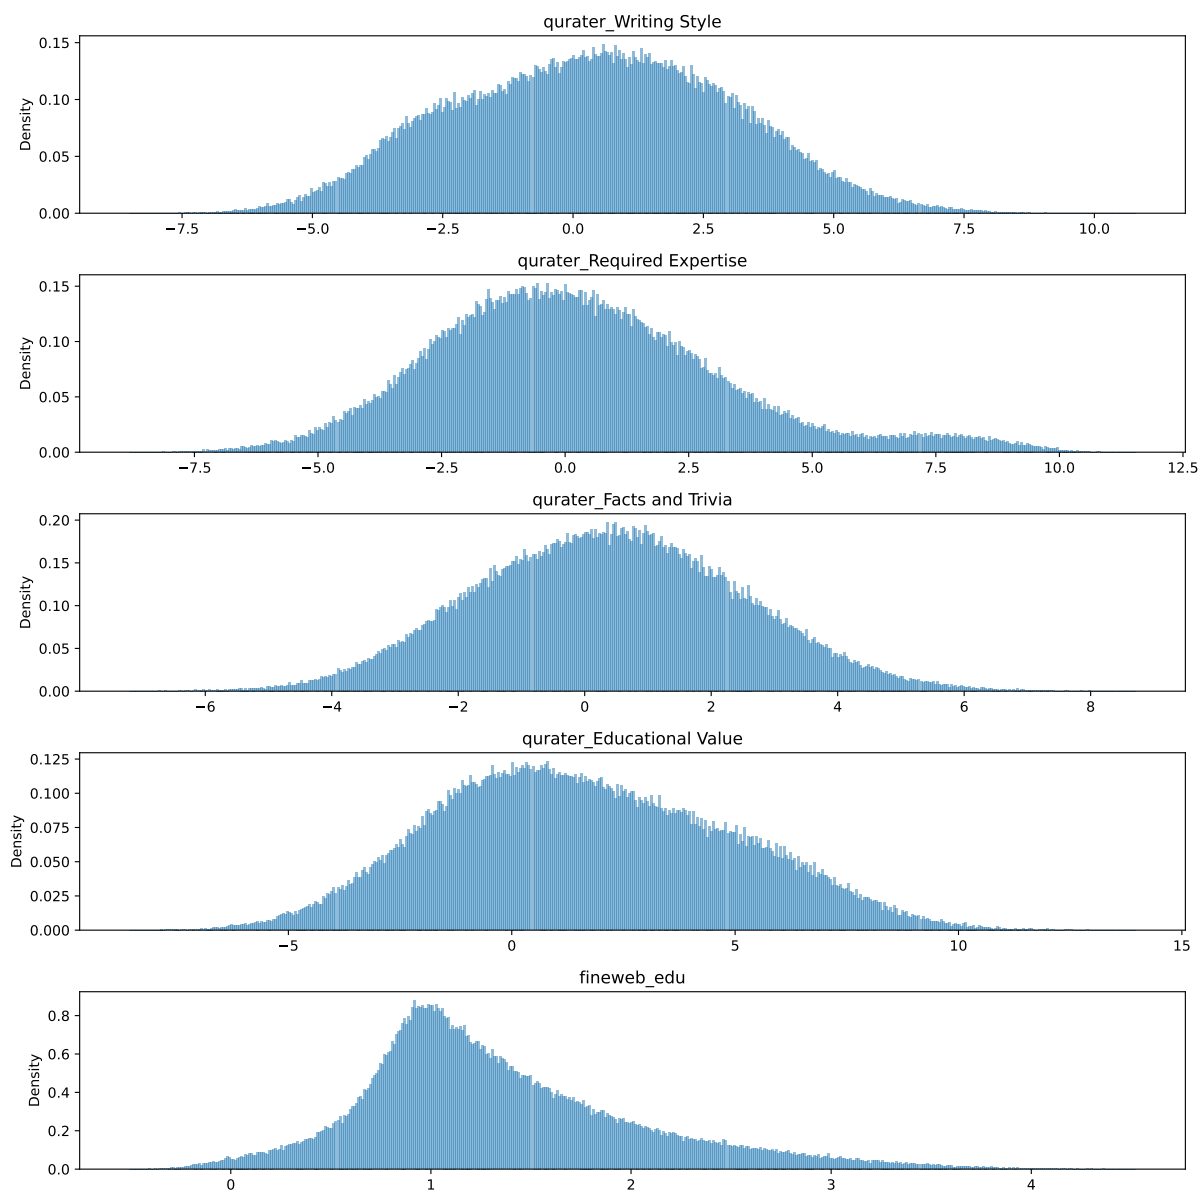 qurater_Writing Style
0.15
0.10
0.05
0.00
Density
−7.5 −5.0 −2.5 0.0 2.5 5.0 7.5 10.0
qurater_Required Expertise
0.15
0.10
0.05
0.00
Density
−7.5 −5.0 −2.5 0.0 2.5 5.0 7.5 10.0 12.5
qurater_Facts and Trivia
0.20
0.15
0.10
0.05
0.00
Density
−6 −4 −2 0 2 4 6 8
qurater_Educational Value
0.125
0.100
0.075
0.050
0.025
0.000
Density
−5 0 5 10 15
fineweb_edu
0.8
0.6
0.4
0.2
0.0
Density
0 1 2 3 4